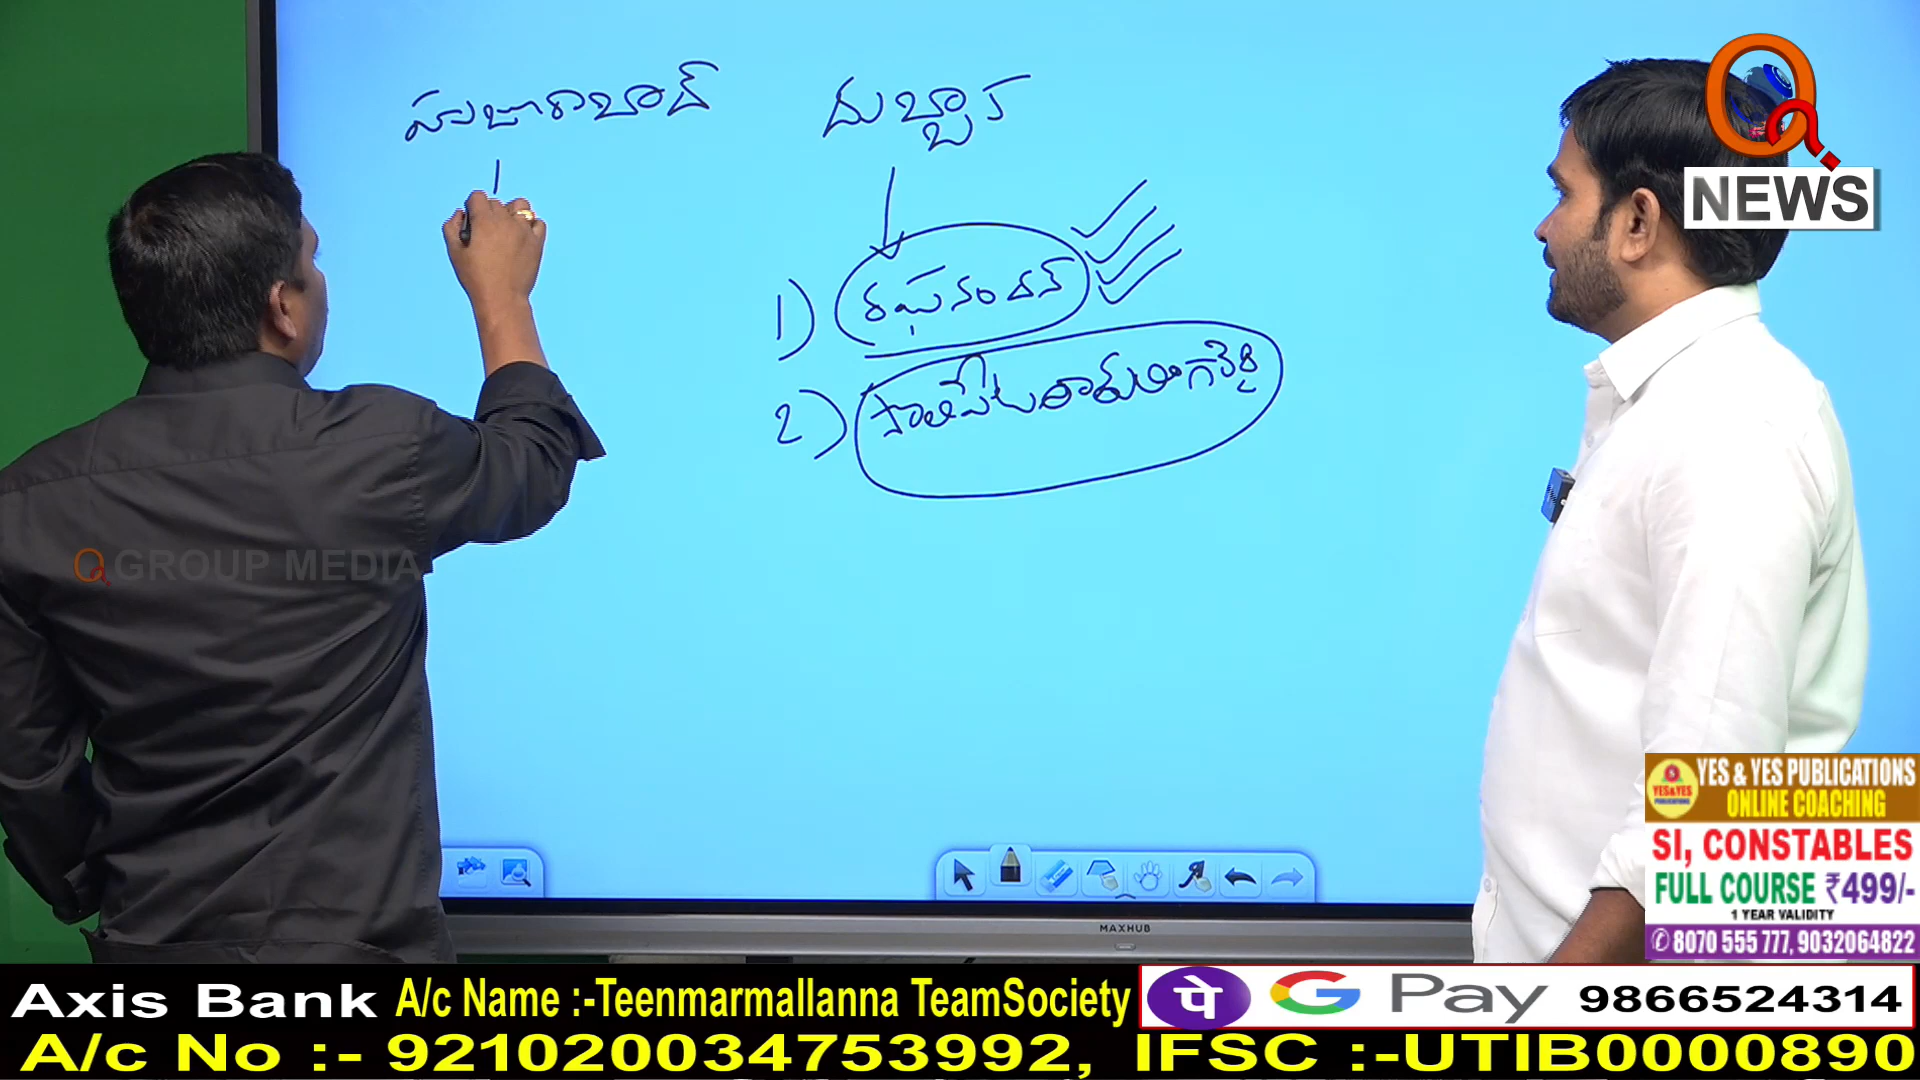 హుజురాబాద్ దుబ్బాక
1) రఘునందన్
2)
Q
NEWS
Q GROUP MEDIA
MAXHUB
YES & YES PUBLICATIONS
ONLINE COACHING
SI, CONSTABLES
FULL COURSE ₹499/-
1 YEAR VALIDITY
✆ 8070 555 777, 9032064822
Axis Bank A/c Name :-Teenmarmallanna TeamSociety पे G Pay 9866524314
A/c No :- 921020034753992, IFSC :-UTIB0000890